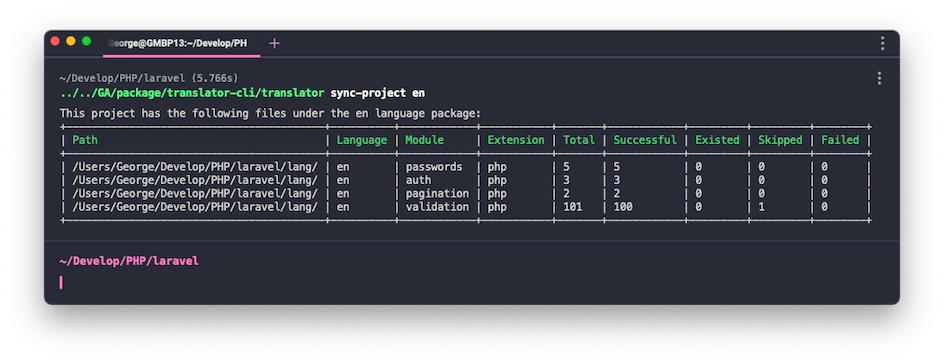 George@GMBP13:~/Develop/PH
~/Develop/PHP/laravel (5.766s)
../../GA/package/translator-cli/translator sync-project en
This project has the following files under the en language package:
| Path | Language | Module | Extension | Total | Successful | Existed | Skipped | Failed |
| /Users/George/Develop/PHP/laravel/lang/ | en | passwords | php | 5 | 5 | 0 | 0 | 0 |
| /Users/George/Develop/PHP/laravel/lang/ | en | auth | php | 3 | 3 | 0 | 0 | 0 |
| /Users/George/Develop/PHP/laravel/lang/ | en | pagination | php | 2 | 2 | 0 | 0 | 0 |
| /Users/George/Develop/PHP/laravel/lang/ | en | validation | php | 101 | 100 | 0 | 1 | 0 |
~/Develop/PHP/laravel